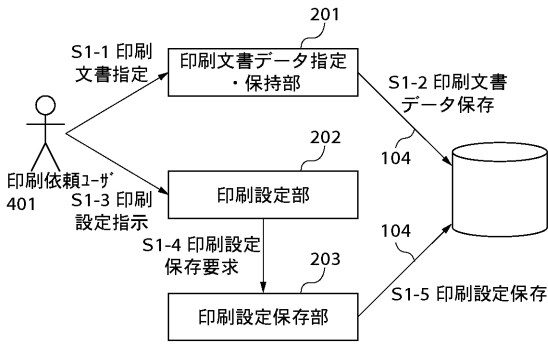 201
S1-1 印刷
文書指定
印刷文書データ指定
・保持部
S1-2 印刷文書
データ保存
104
印刷依頼ユーザ
401
S1-3 印刷
設定指示
202
印刷設定部
S1-4 印刷設定
保存要求
203
104
印刷設定保存部
S1-5 印刷設定保存